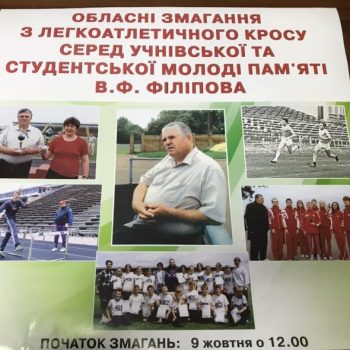 ОБЛАСНІ ЗМАГАННЯ
З ЛЕГКОАТЛЕТИЧНОГО КРОСУ
СЕРЕД УЧНІВСЬКОЇ ТА
СТУДЕНТСЬКОЇ МОЛОДІ ПАМ'ЯТІ
В.Ф. ФІЛІПОВА
ПОЧАТОК ЗМАГАНЬ: 9 жовтня о 12.00